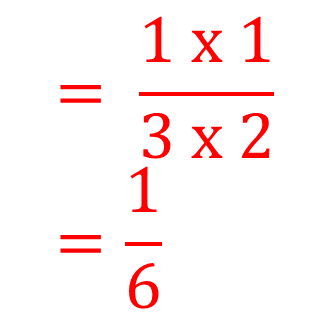 = 1 x 1
3 x 2
= 1
6